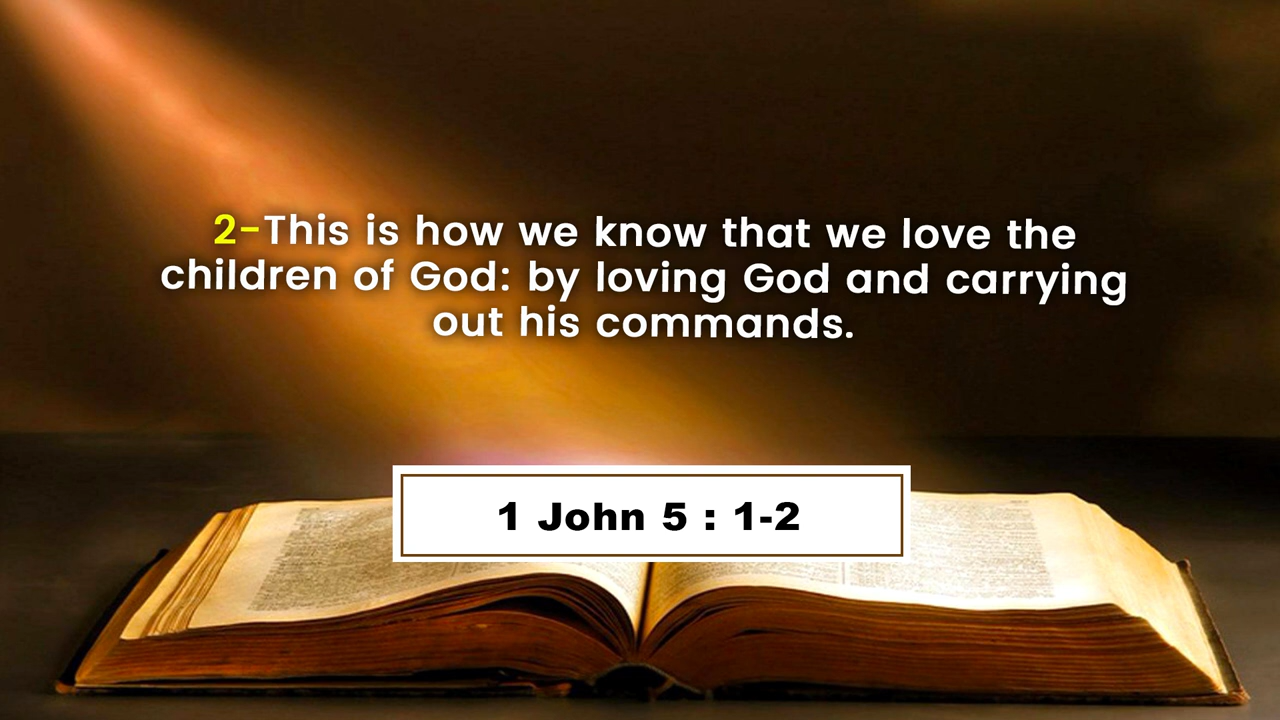 2-This is how we know that we love the
children of God: by loving God and carrying
out his commands.
1 John 5 : 1-2